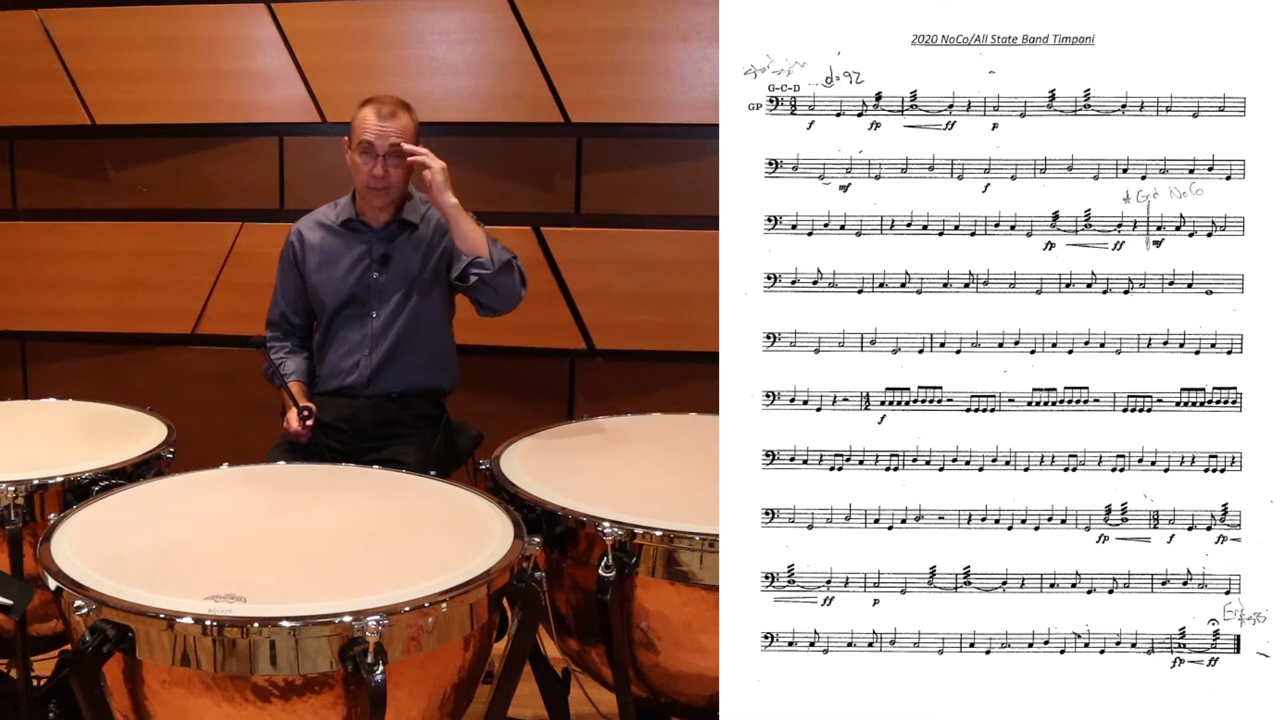 2020 NoCo/All State Band Timpani
Start d=92
G-C-D
GP
f fp ff p
mf f
* End NoCo
fp ff mf
f
fp f fp
ff p
End
fp ff